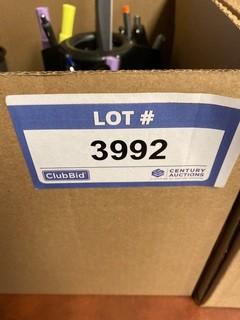 LOT #
3992
ClubBid
CENTURY
AUCTIONS